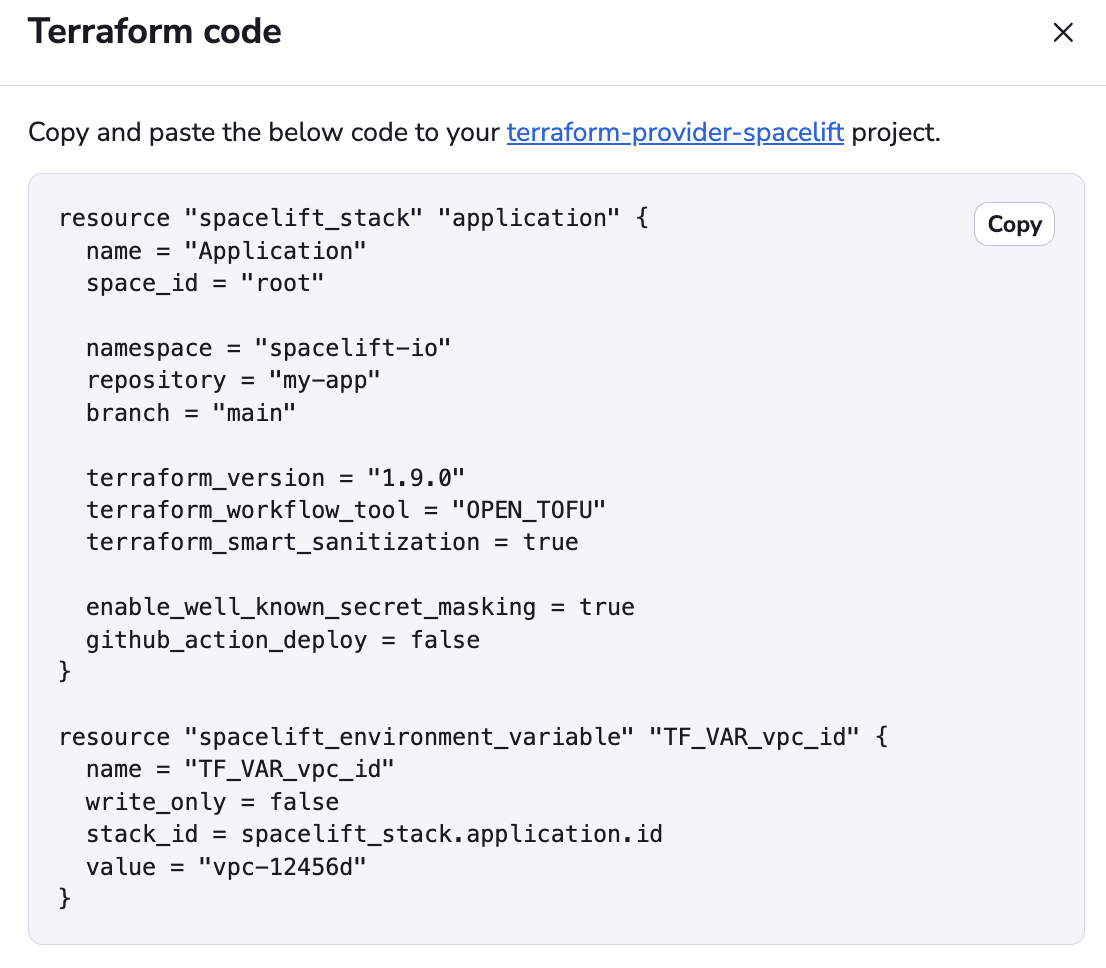 Terraform code
Copy and paste the below code to your terraform-provider-spacelift project.
Copy
resource "spacelift_stack" "application" {
  name = "Application"
  space_id = "root"

  namespace = "spacelift-io"
  repository = "my-app"
  branch = "main"

  terraform_version = "1.9.0"
  terraform_workflow_tool = "OPEN_TOFU"
  terraform_smart_sanitization = true

  enable_well_known_secret_masking = true
  github_action_deploy = false
}

resource "spacelift_environment_variable" "TF_VAR_vpc_id" {
  name = "TF_VAR_vpc_id"
  write_only = false
  stack_id = spacelift_stack.application.id
  value = "vpc-12456d"
}